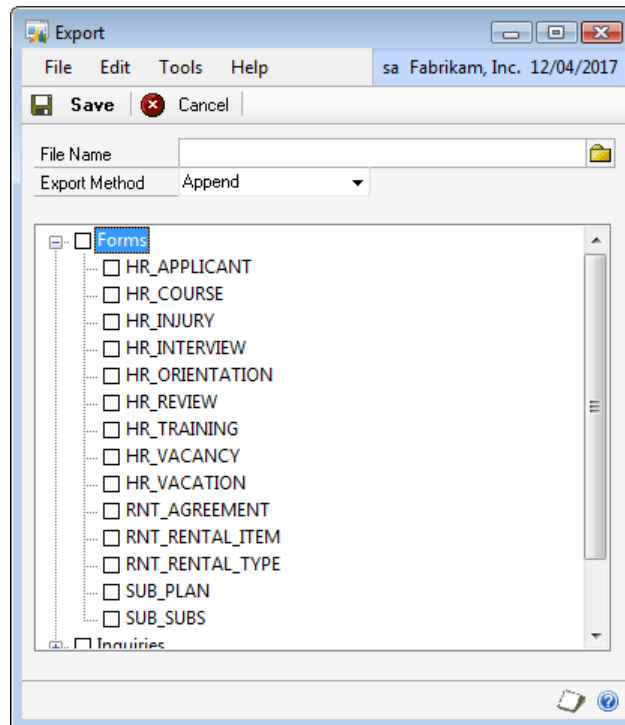 Export
File Edit Tools Help sa Fabrikam, Inc. 12/04/2017
Save Cancel
File Name
Export Method Append
Forms
HR_APPLICANT
HR_COURSE
HR_INJURY
HR_INTERVIEW
HR_ORIENTATION
HR_REVIEW
HR_TRAINING
HR_VACANCY
HR_VACATION
RNT_AGREEMENT
RNT_RENTAL_ITEM
RNT_RENTAL_TYPE
SUB_PLAN
SUB_SUBS
Inquiries